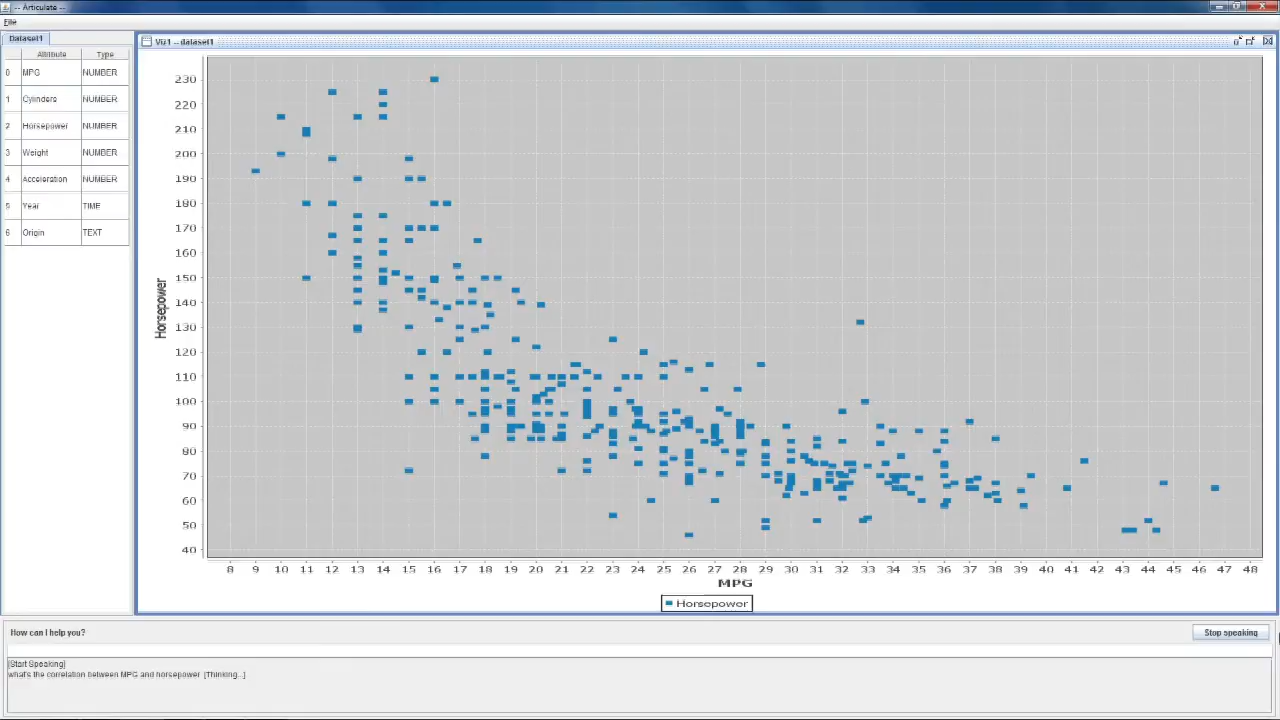 -- Articulate --
File
Dataset1
Attribute Type
0 MPG NUMBER
1 Cylinders NUMBER
2 Horsepower NUMBER
3 Weight NUMBER
4 Acceleration NUMBER
5 Year TIME
6 Origin TEXT
Viz1 -- dataset1
230
220
210
200
190
180
170
160
150
140
130
120
110
100
90
80
70
60
50
40
Horsepower
8 9 10 11 12 13 14 15 16 17 18 19 20 21 22 23 24 25 26 27 28 29 30 31 32 33 34 35 36 37 38 39 40 41 42 43 44 45 46 47 48
MPG
Horsepower
How can I help you?
Stop speaking
[Start Speaking]
what's the correlation between MPG and horsepower [Thinking...]